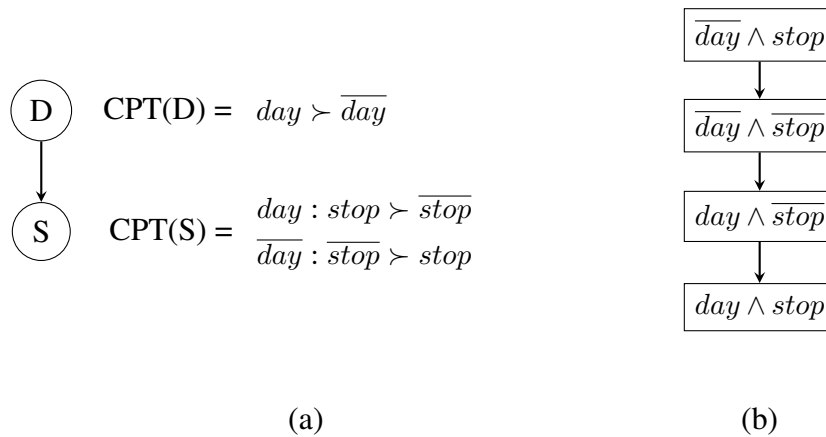 D CPT(D) = day ≻ \overline{day}
S CPT(S) = day : stop ≻ \overline{stop}
\overline{day} : \overline{stop} ≻ stop
(a)
\overline{day} ∧ stop
\overline{day} ∧ \overline{stop}
day ∧ \overline{stop}
day ∧ stop
(b)